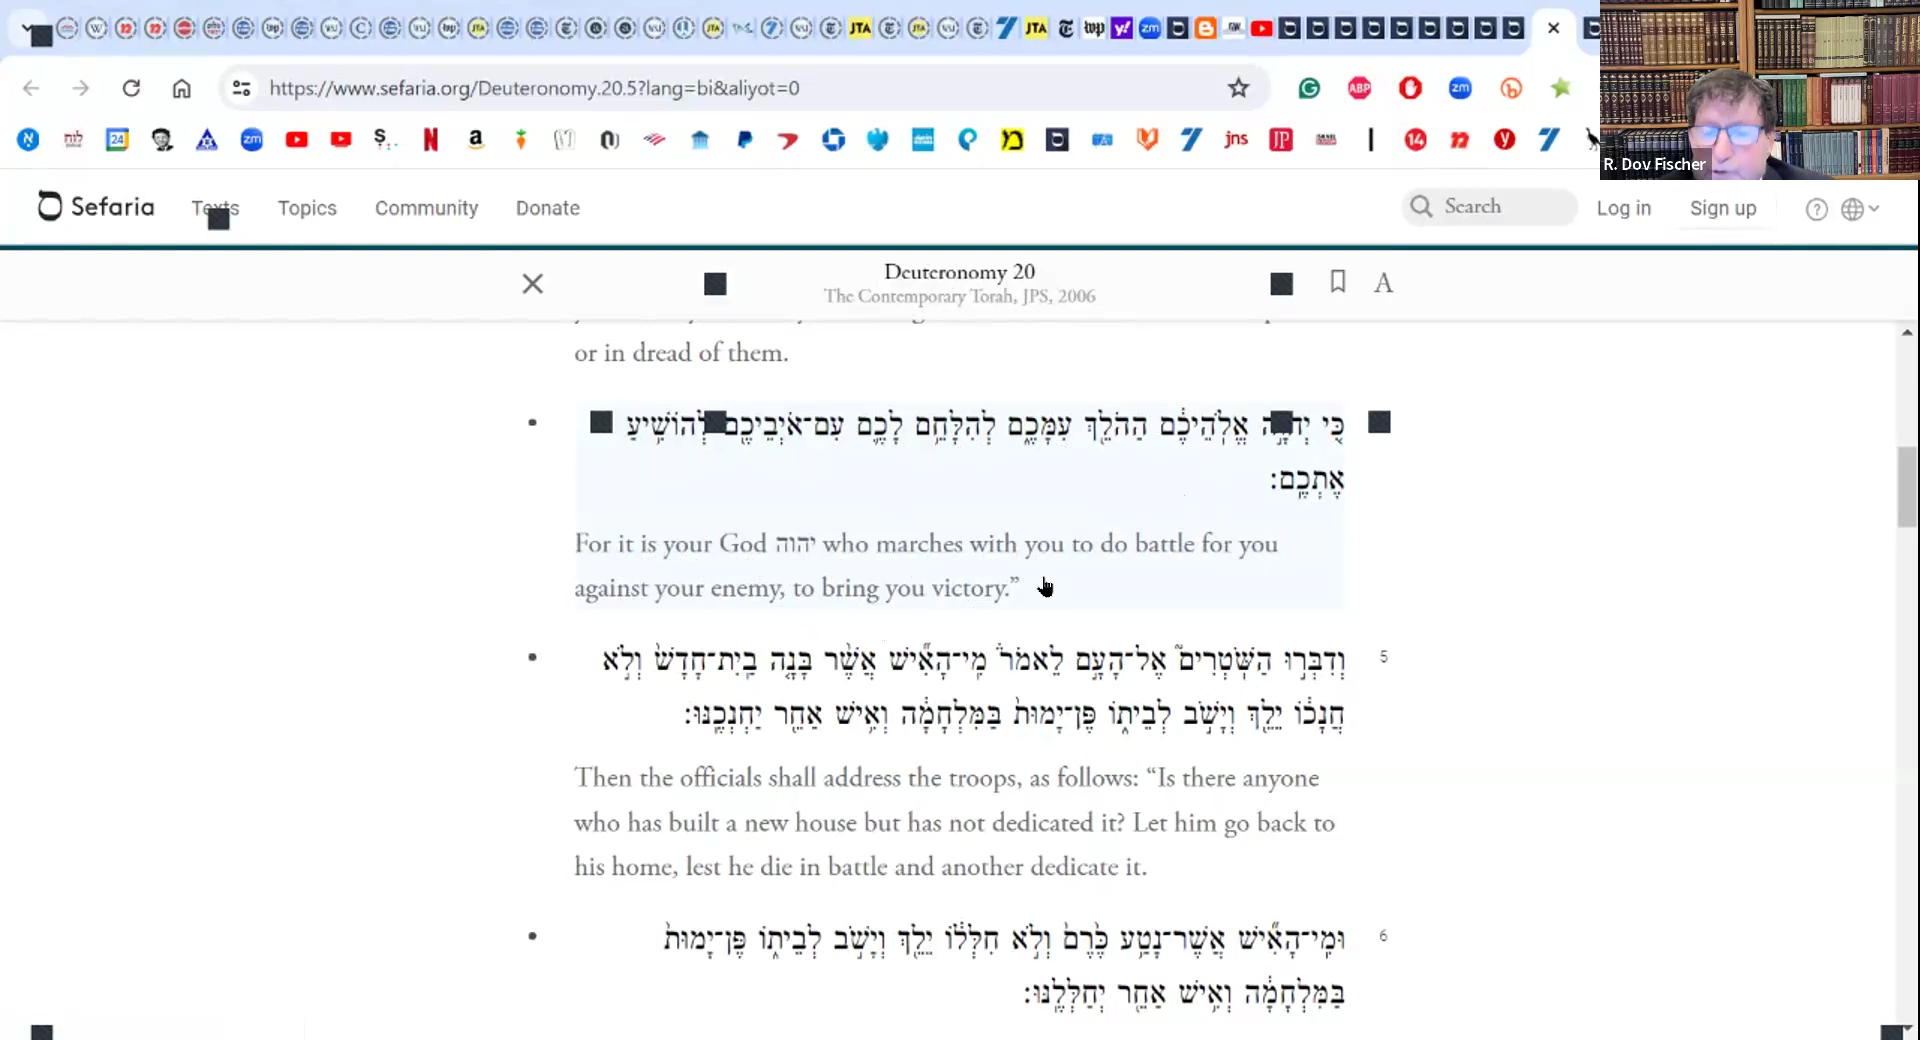 https://www.sefaria.org/Deuteronomy.20.5?lang=bi&aliyot=0
R. Dov Fischer
Sefaria Texts Topics Community Donate Search Log in Sign up
Deuteronomy 20
The Contemporary Torah, JPS, 2006
or in dread of them.
כִּ֚י אֱלֹֽהֵיכֶ֔ם הַהֹלֵ֖ךְ עִמָּכֶ֑ם לְהִלָּחֵ֥ם לָכֶ֛ם עִם־אֹיְבֵיכֶ֖ם לְהוֹשִׁ֥יעַ
אֶתְכֶֽם׃
For it is your God יהוה who marches with you to do battle for you
against your enemy, to bring you victory.”
וְדִבְּר֣וּ הַשֹּֽׁטְרִים֮ אֶל־הָעָ֣ם לֵאמֹר֒ מִֽי־הָאִ֞ישׁ אֲשֶׁ֨ר בָּנָ֤ה בַֽיִת־חָדָשׁ֙ וְלֹ֣א 5
חֲנָכ֔וֹ יֵלֵ֖ךְ וְיָשֹׁ֣ב לְבֵית֑וֹ פֶּן־יָמוּת֙ בַּמִּלְחָמָ֔ה וְאִ֥ישׁ אַחֵ֖ר יַחְנְכֶֽנּוּ׃
Then the officials shall address the troops, as follows: “Is there anyone
who has built a new house but has not dedicated it? Let him go back to
his home, lest he die in battle and another dedicate it.
וּמִֽי־הָאִ֞ישׁ אֲשֶׁר־נָטַ֥ע כֶּ֙רֶם֙ וְלֹ֣א חִלְּל֔וֹ יֵלֵ֖ךְ וְיָשֹׁ֣ב לְבֵית֑וֹ פֶּן־יָמוּת֙ 6
בַּמִּלְחָמָ֔ה וְאִ֥ישׁ אַחֵ֖ר יְחַלְּלֶֽנּוּ׃